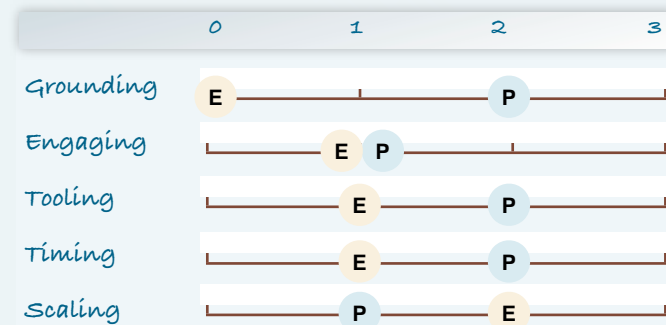 0 1 2 3
Grounding E P
Engaging E P
Tooling E P
Timing E P
Scaling P E